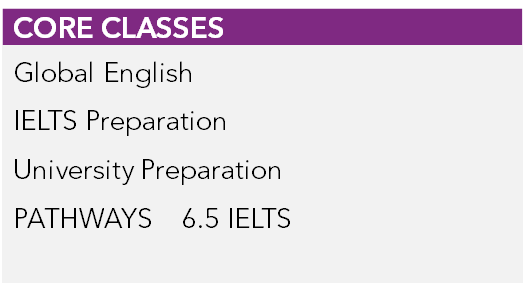 CORE CLASSES
Global English
IELTS Preparation
University Preparation
PATHWAYS 6.5 IELTS